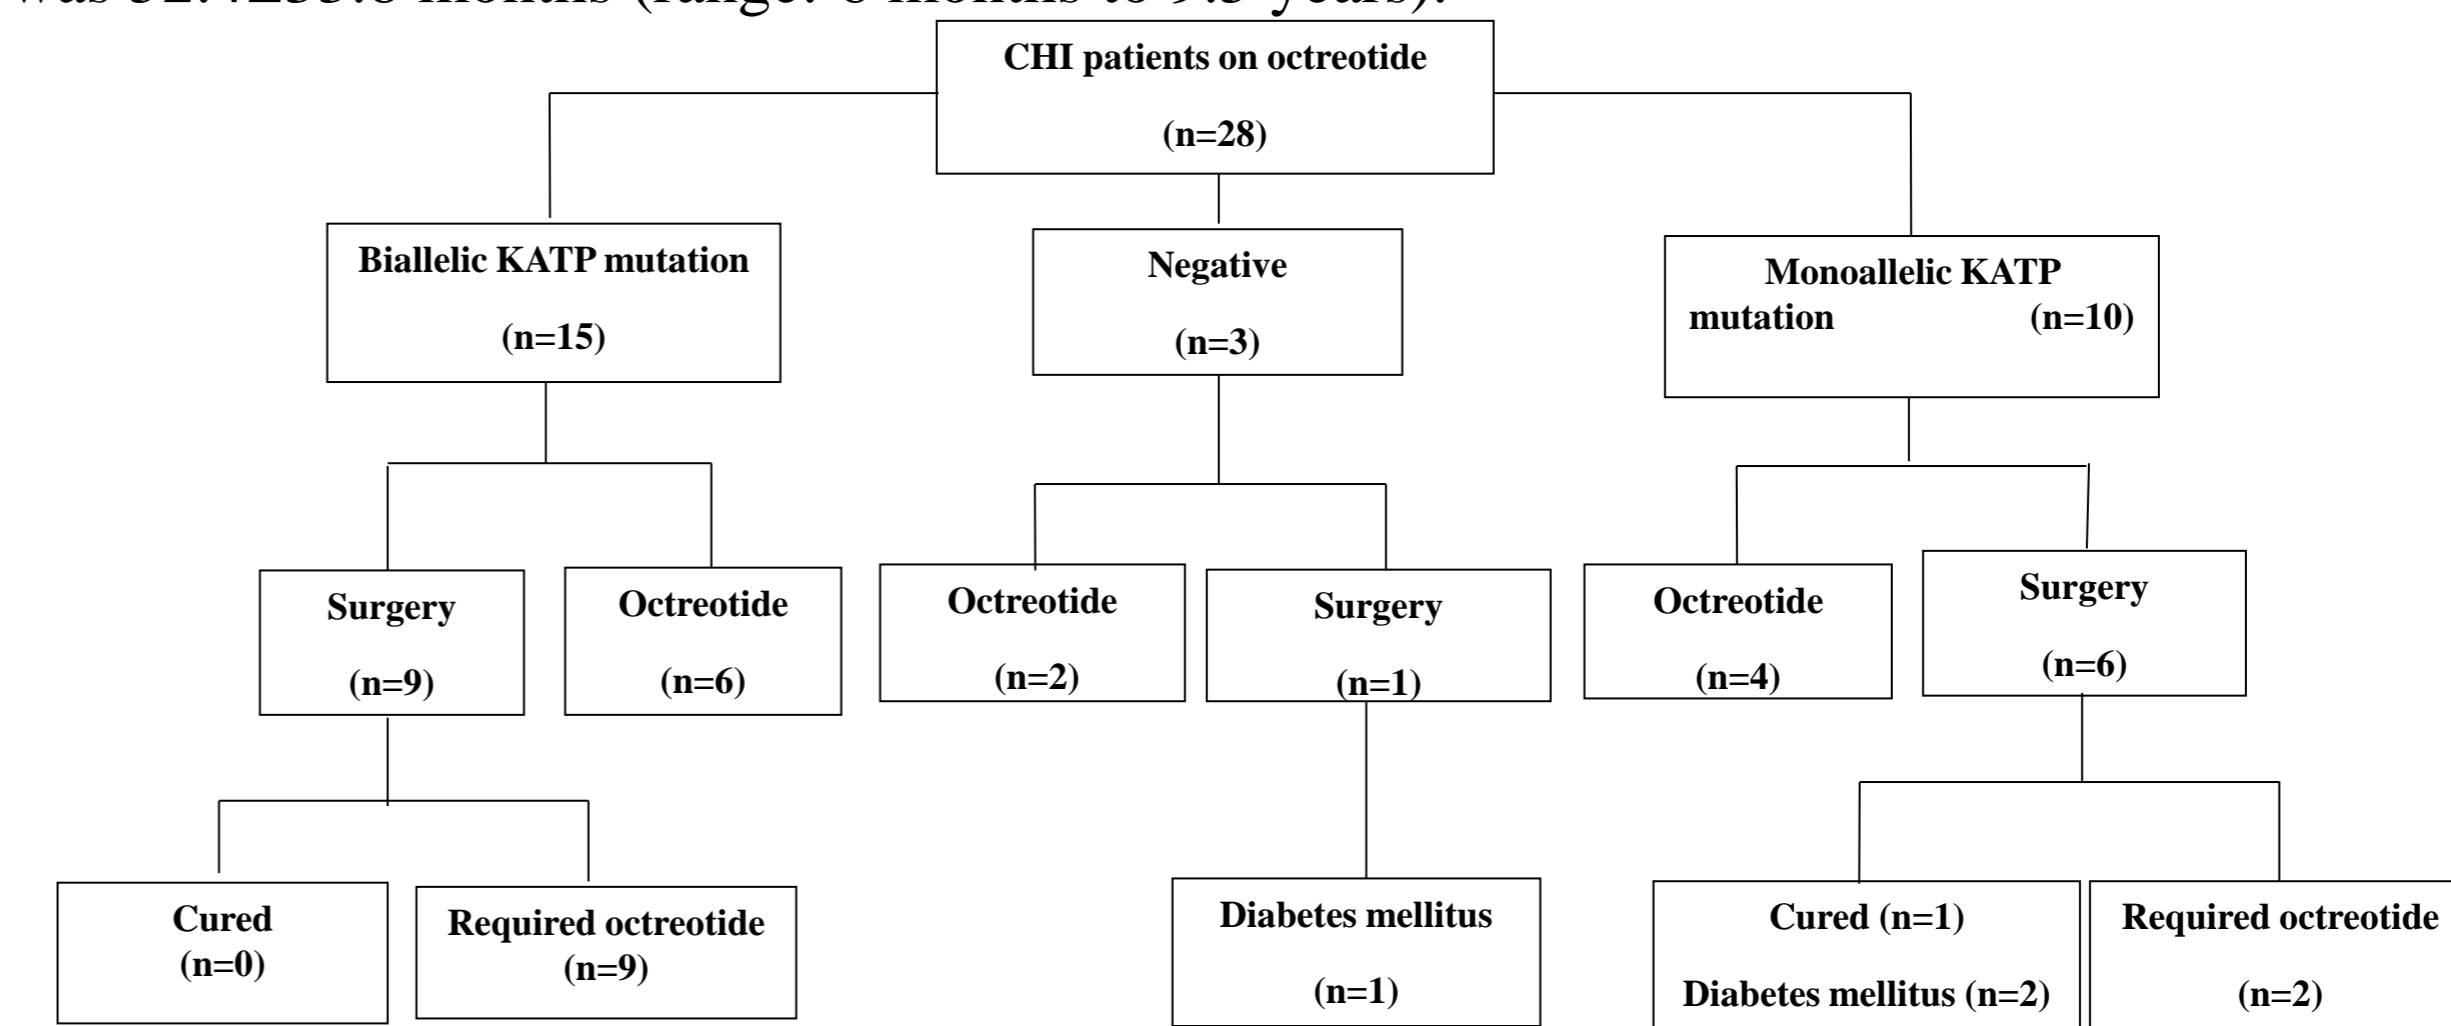 CHI patients on octreotide
(n=28)
Biallelic KATP mutation
(n=15)
Negative
(n=3)
Monoallelic KATP
mutation (n=10)
Surgery
(n=9)
Octreotide
(n=6)
Octreotide
(n=2)
Surgery
(n=1)
Octreotide
(n=4)
Surgery
(n=6)
Cured
(n=0)
Required octreotide
(n=9)
Diabetes mellitus
(n=1)
Cured (n=1)
Diabetes mellitus (n=2)
Required octreotide
(n=2)